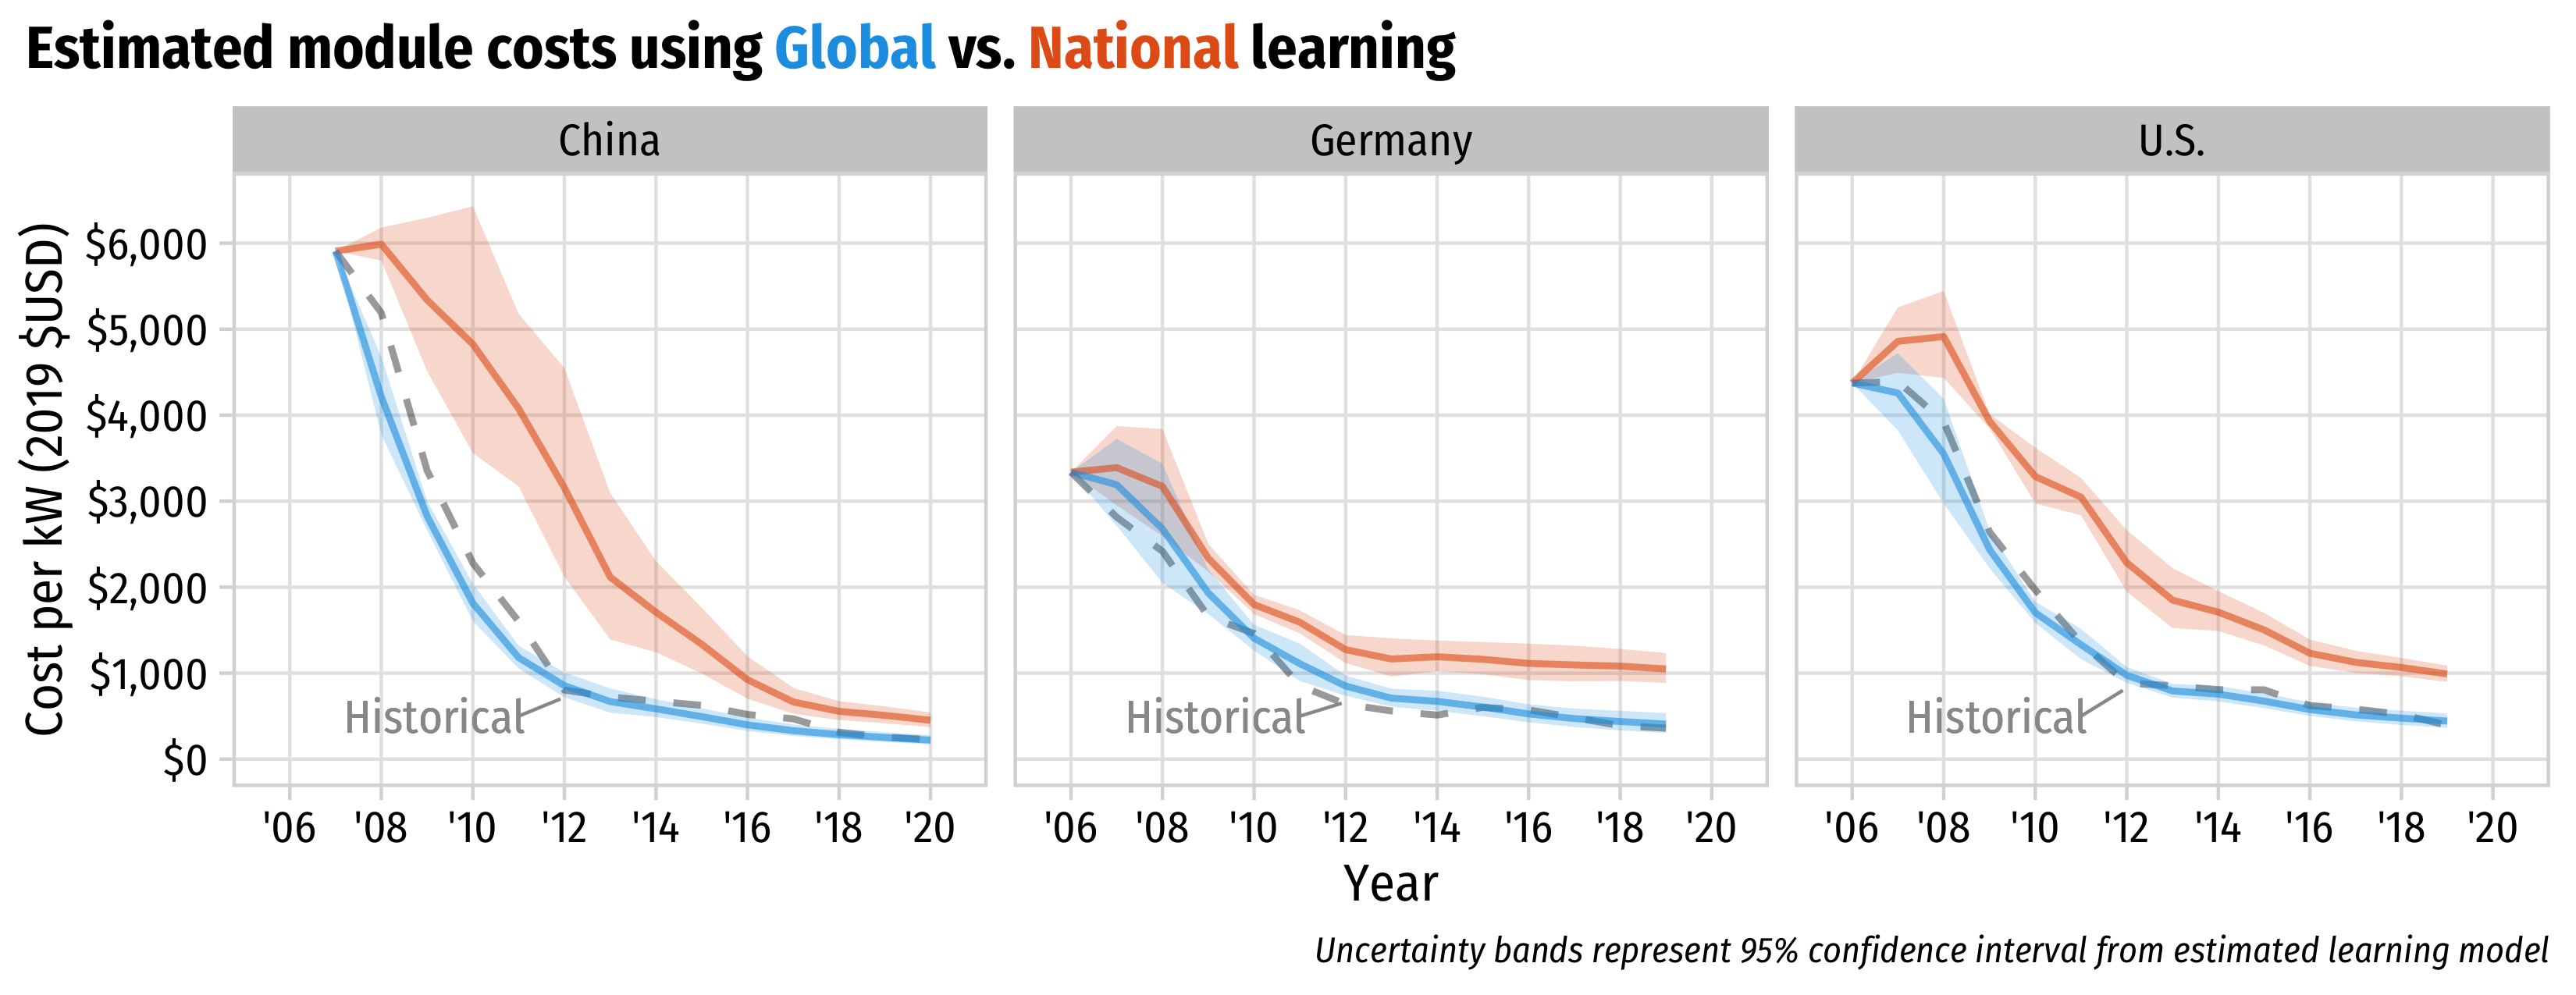 Estimated module costs using Global vs. National learning
China
Germany
U.S.
Cost per kW (2019 $USD)
$6,000
$5,000
$4,000
$3,000
$2,000
$1,000
$0
Historical
Historical
Historical
'06 '08 '10 '12 '14 '16 '18 '20
'06 '08 '10 '12 '14 '16 '18 '20
'06 '08 '10 '12 '14 '16 '18 '20
Year
Uncertainty bands represent 95% confidence interval from estimated learning model